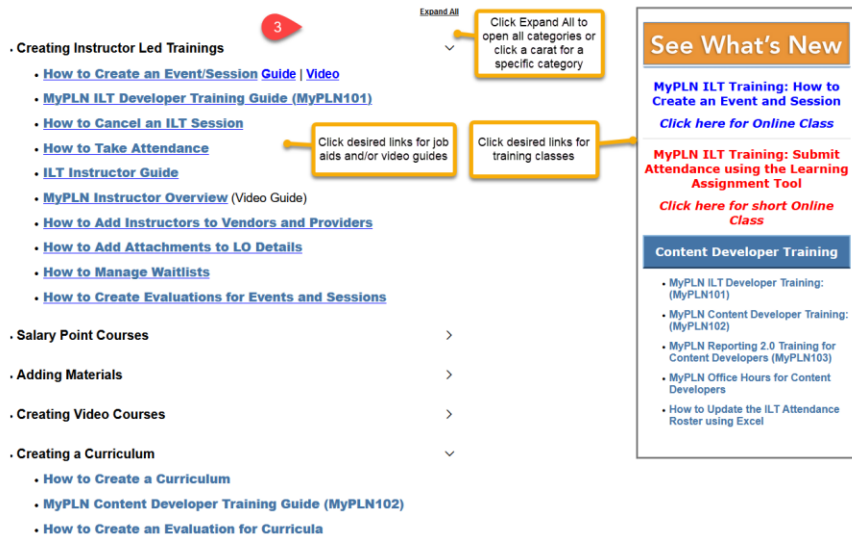 Expand All
3
Click Expand All to
open all categories or
click a carat for a
specific category
Creating Instructor Led Trainings
How to Create an Event/Session Guide | Video
MyPLN ILT Developer Training Guide (MyPLN101)
How to Cancel an ILT Session
How to Take Attendance
ILT Instructor Guide
MyPLN Instructor Overview (Video Guide)
How to Add Instructors to Vendors and Providers
How to Add Attachments to LO Details
How to Manage Waitlists
How to Create Evaluations for Events and Sessions
Click desired links for job
aids and/or video guides
Click desired links for
training classes
Salary Point Courses
Adding Materials
Creating Video Courses
Creating a Curriculum
How to Create a Curriculum
MyPLN Content Developer Training Guide (MyPLN102)
How to Create an Evaluation for Curricula
See What's New
MyPLN ILT Training: How to
Create an Event and Session
Click here for Online Class
MyPLN ILT Training: Submit
Attendance using the Learning
Assignment Tool
Click here for short Online
Class
Content Developer Training
MyPLN ILT Developer Training:
(MyPLN101)
MyPLN Content Developer Training:
(MyPLN102)
MyPLN Reporting 2.0 Training for
Content Developers (MyPLN103)
MyPLN Office Hours for Content
Developers
How to Update the ILT Attendance
Roster using Excel